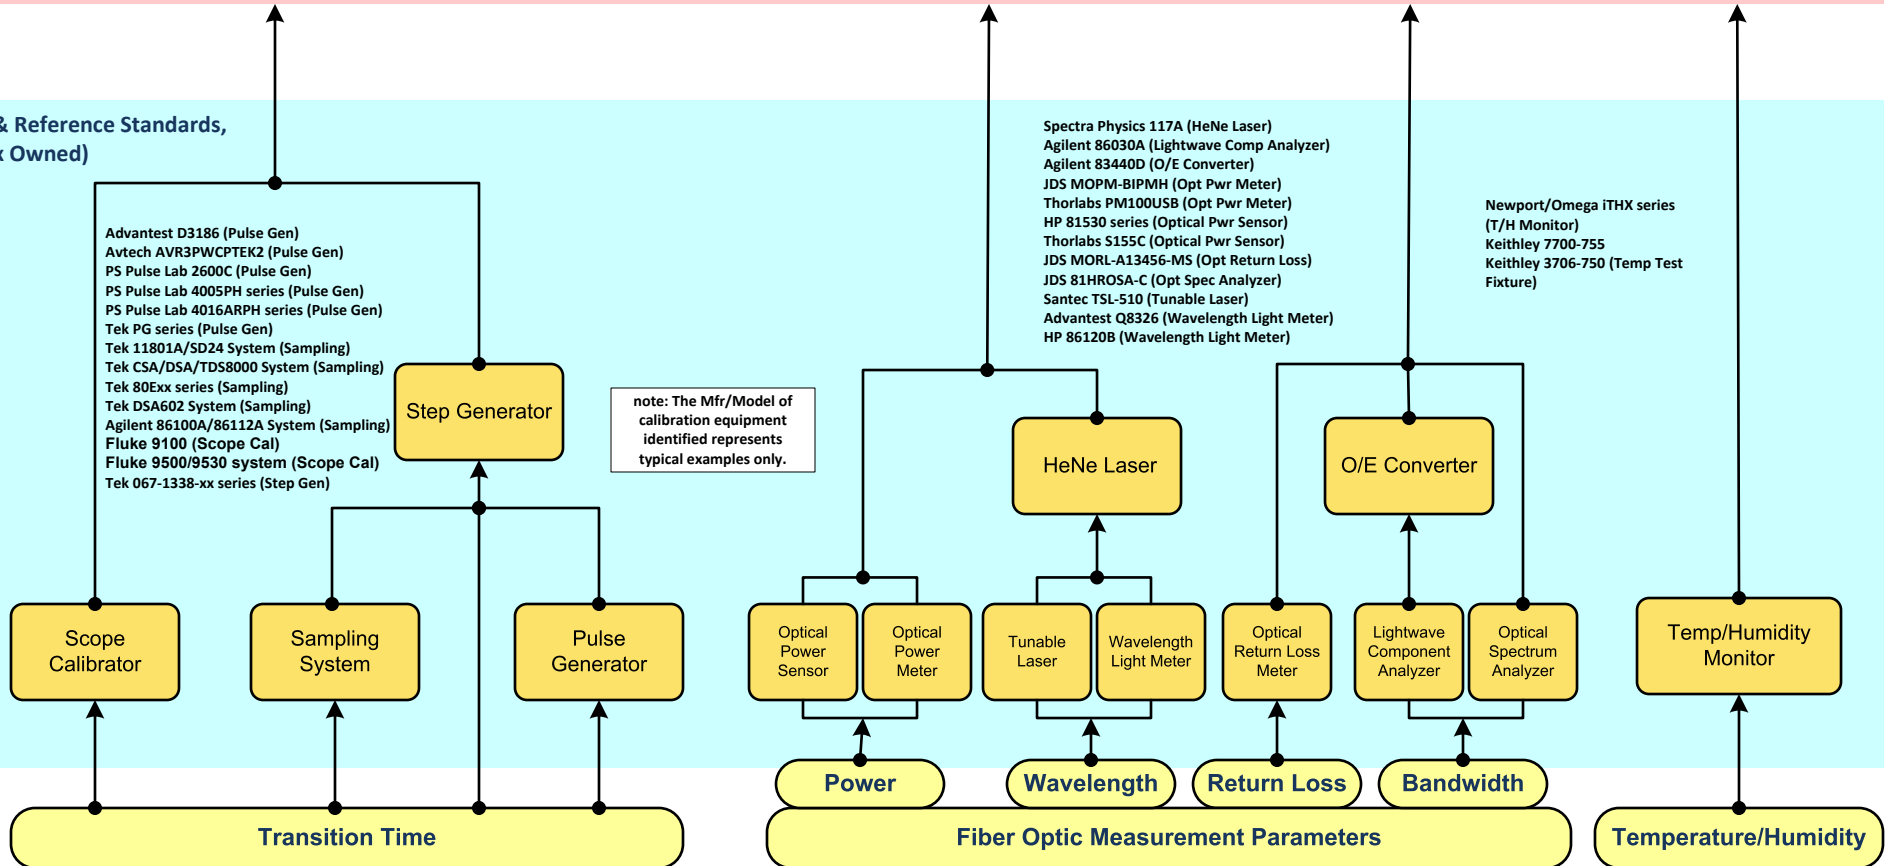 & Reference Standards,
x Owned)
Advantest D3186 (Pulse Gen)
Avtech AVR3PWCPTEK2 (Pulse Gen)
PS Pulse Lab 2600C (Pulse Gen)
PS Pulse Lab 4005PH series (Pulse Gen)
PS Pulse Lab 4016ARPH series (Pulse Gen)
Tek PG series (Pulse Gen)
Tek 11801A/SD24 System (Sampling)
Tek CSA/DSA/TDS8000 System (Sampling)
Tek 80Exx series (Sampling)
Tek DSA602 System (Sampling)
Agilent 86100A/86112A System (Sampling)
Fluke 9100 (Scope Cal)
Fluke 9500/9530 system (Scope Cal)
Tek 067-1338-xx series (Step Gen)
Step Generator
note: The Mfr/Model of
calibration equipment
identified represents
typical examples only.
Spectra Physics 117A (HeNe Laser)
Agilent 86030A (Lightwave Comp Analyzer)
Agilent 83440D (O/E Converter)
JDS MOPM-BIPMH (Opt Pwr Meter)
Thorlabs PM100USB (Opt Pwr Meter)
HP 81530 series (Optical Pwr Sensor)
Thorlabs S155C (Optical Pwr Sensor)
JDS MORL-A13456-MS (Opt Return Loss)
JDS 81HROSA-C (Opt Spec Analyzer)
Santec TSL-510 (Tunable Laser)
Advantest Q8326 (Wavelength Light Meter)
HP 86120B (Wavelength Light Meter)
Newport/Omega iTHX series
(T/H Monitor)
Keithley 7700-755
Keithley 3706-750 (Temp Test
Fixture)
HeNe Laser
O/E Converter
Scope
Calibrator
Sampling
System
Pulse
Generator
Optical
Power
Sensor
Optical
Power
Meter
Tunable
Laser
Wavelength
Light Meter
Optical
Return Loss
Meter
Lightwave
Component
Analyzer
Optical
Spectrum
Analyzer
Temp/Humidity
Monitor
Power
Wavelength
Return Loss
Bandwidth
Transition Time
Fiber Optic Measurement Parameters
Temperature/Humidity